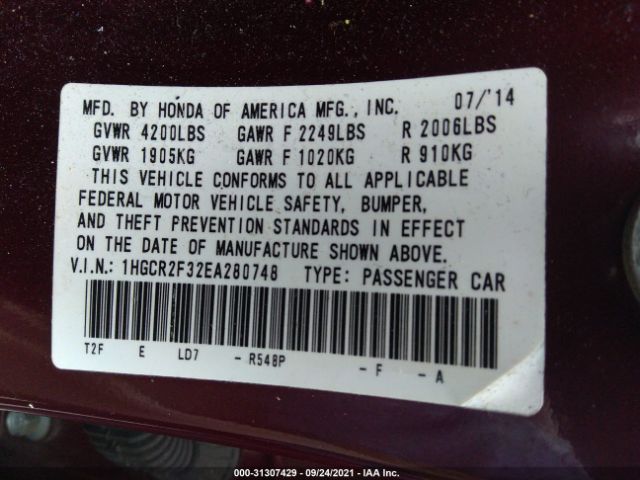 MFD. BY HONDA OF AMERICA MFG., INC. 07/'14
GVWR 4200LBS GAWR F 2249LBS R 2006LBS
GVWR 1905KG GAWR F 1020KG R 910KG
THIS VEHICLE CONFORMS TO ALL APPLICABLE
FEDERAL MOTOR VEHICLE SAFETY, BUMPER,
AND THEFT PREVENTION STANDARDS IN EFFECT
ON THE DATE OF MANUFACTURE SHOWN ABOVE.
V.I.N.: 1HGCR2F32EA280748 TYPE: PASSENGER CAR
T2F E LD7 - R548P - F - A
000-31307429 - 09/24/2021 - IAA Inc.